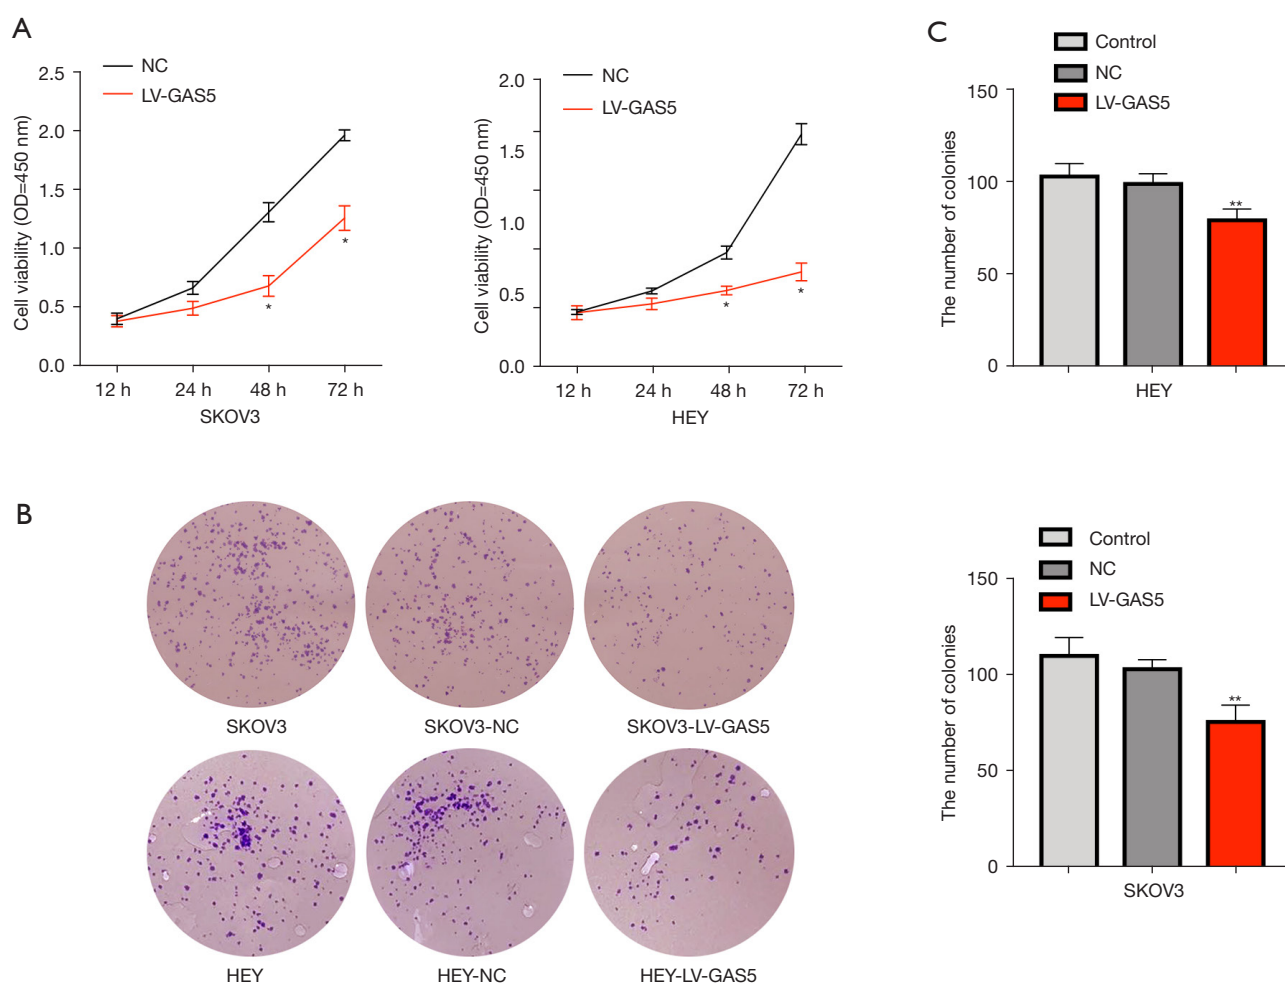 A
NC
LV-GAS5
2.5
2.0
1.5
1.0
0.5
0.0
Cell viability (OD=450 nm)
*
*
12 h 24 h 48 h 72 h
SKOV3
NC
LV-GAS5
2.0
1.5
1.0
0.5
0.0
Cell viability (OD=450 nm)
*
*
12 h 24 h 48 h 72 h
HEY
C
Control
NC
LV-GAS5
150
100
50
0
The number of colonies
**
HEY
B
SKOV3 SKOV3-NC SKOV3-LV-GAS5
HEY HEY-NC HEY-LV-GAS5
Control
NC
LV-GAS5
150
100
50
0
The number of colonies
**
SKOV3